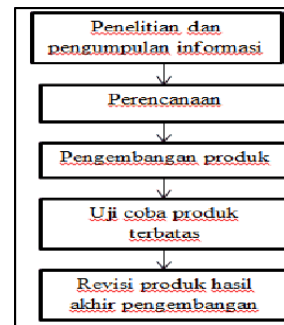 Penelitian dan
pengumpulan informasi
Perencanaan
Pengembangan produk
Uji coba produk
terbatas
Revisi produk hasil
akhir pengembangan